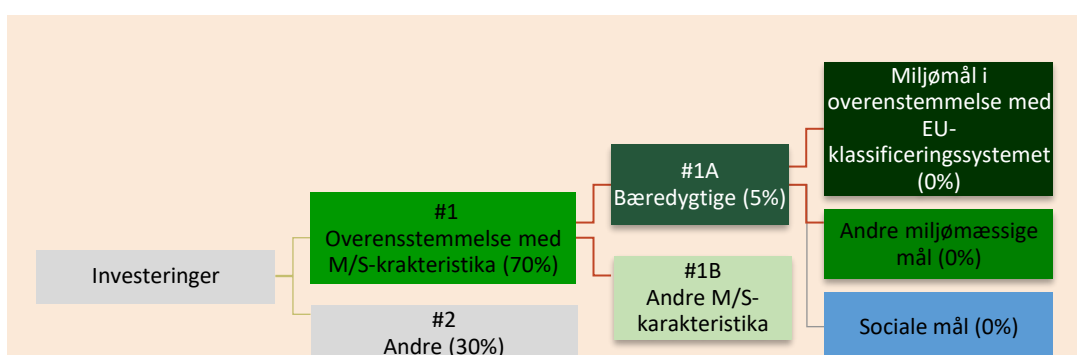 Investeringer
#1
Overensstemmelse med
M/S-krakteristika (70%)
#2
Andre (30%)
#1A
Bæredygtige (5%)
#1B
Andre M/S-
karakteristika
Miljømål i
overenstemmelse med
EU-
klassificeringssystemet
(0%)
Andre miljømæssige
mål (0%)
Sociale mål (0%)